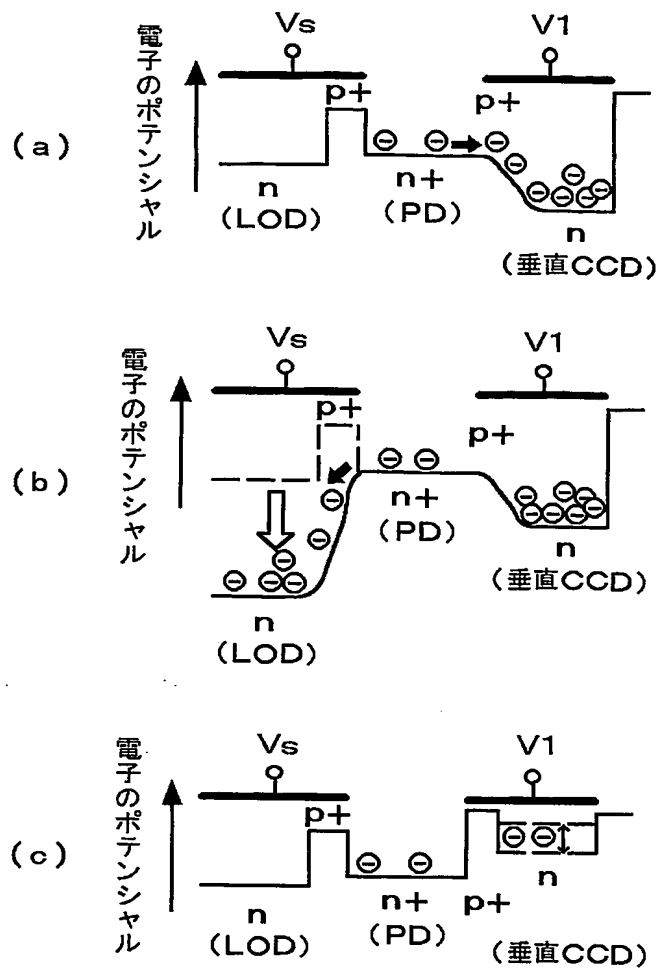 (a)
電子のポテンシャル
Vs
V1
p+
p+
n
(LOD)
n+
(PD)
n
(垂直CCD)
(b)
電子のポテンシャル
Vs
V1
p+
p+
n+
(PD)
n
(垂直CCD)
n
(LOD)
(c)
電子のポテンシャル
Vs
V1
p+
n
(LOD)
n+
(PD)
p+
n
(垂直CCD)